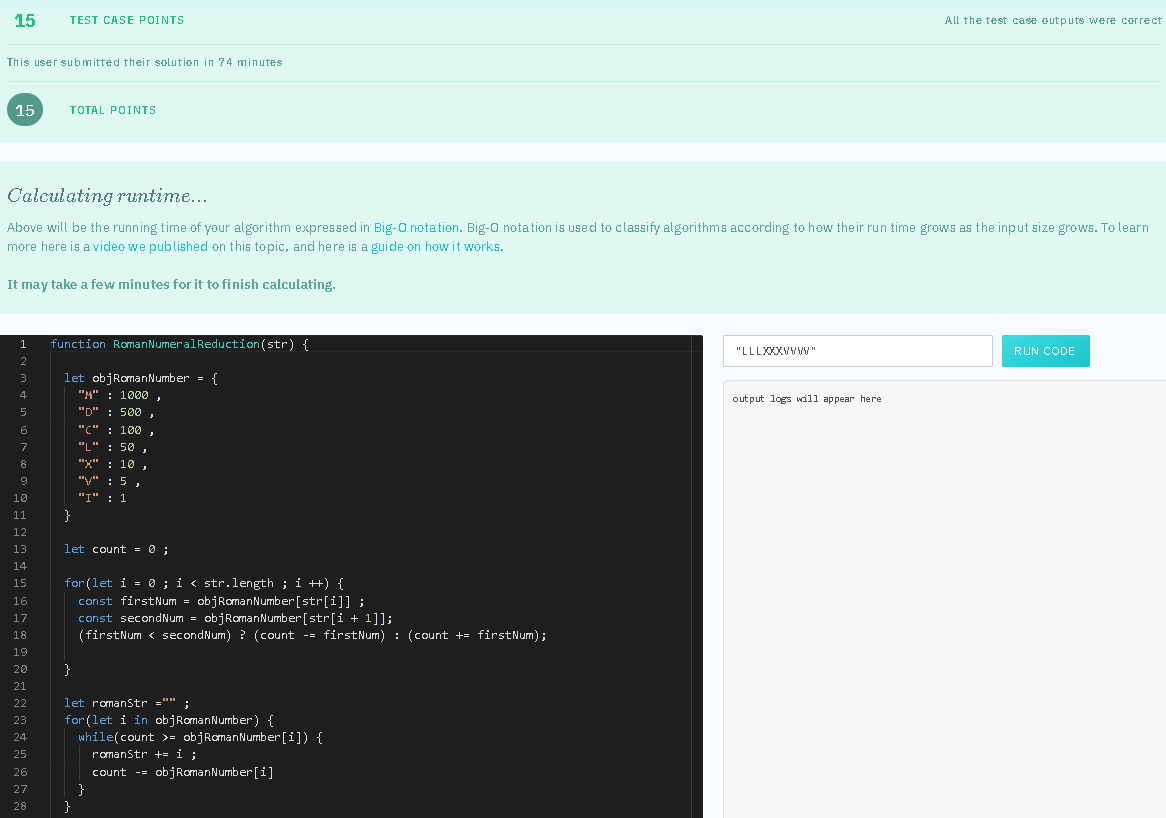 15 TEST CASE POINTS All the test case outputs were correct
This user submitted their solution in 74 minutes
15 TOTAL POINTS
Calculating runtime...
Above will be the running time of your algorithm expressed in Big-O notation. Big-O notation is used to classify algorithms according to how their run time grows as the input size grows. To learn
more here is a video we published on this topic, and here is a guide on how it works.
It may take a few minutes for it to finish calculating.
1 function RomanNumeralReduction(str) {
2
3 let objRomanNumber = {
4 "M" : 1000 ,
5 "D" : 500 ,
6 "C" : 100 ,
7 "L" : 50 ,
8 "X" : 10 ,
9 "V" : 5 ,
10 "I" : 1
11 }
12
13 let count = 0 ;
14
15 for(let i = 0 ; i < str.length ; i ++) {
16 const firstNum = objRomanNumber[str[i]] ;
17 const secondNum = objRomanNumber[str[i + 1]];
18 (firstNum < secondNum) ? (count -= firstNum) : (count += firstNum);
19
20 }
21
22 let romanStr ="" ;
23 for(let i in objRomanNumber) {
24 while(count >= objRomanNumber[i]) {
25 romanStr += i ;
26 count -= objRomanNumber[i]
27 }
28 }
"LLLXXXVVVV" RUN CODE
output logs will appear here